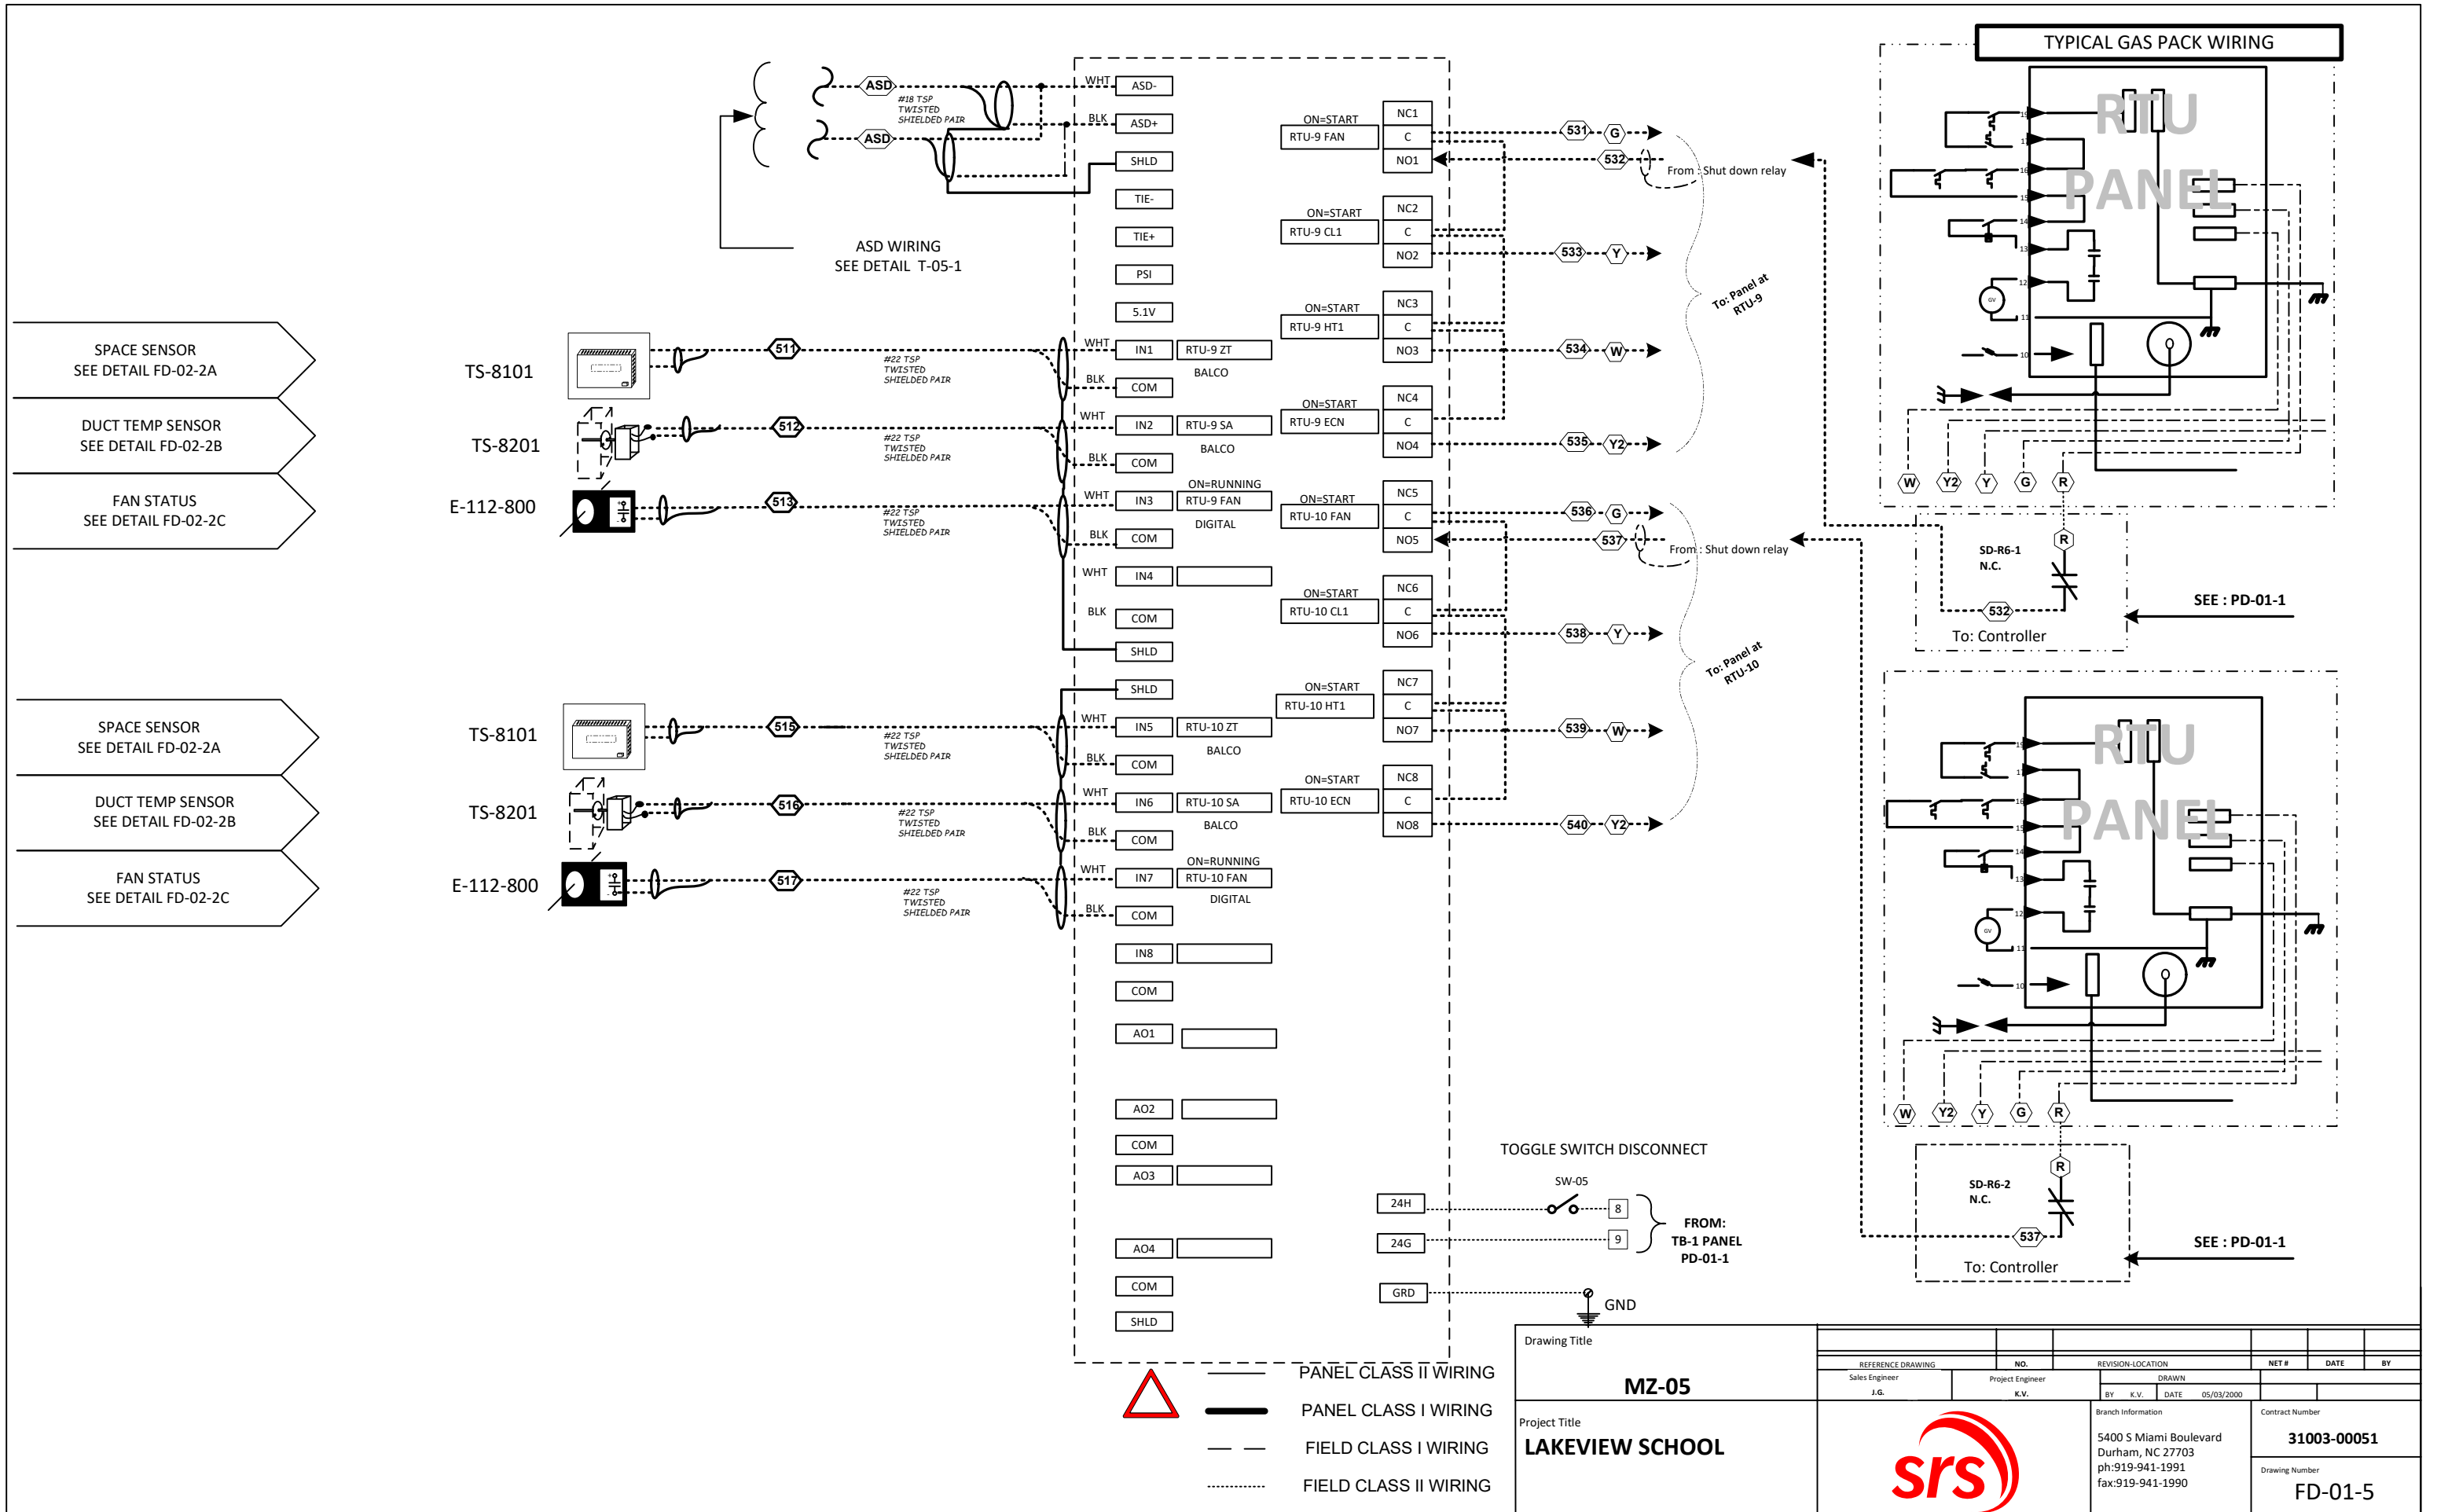 TYPICAL GAS PACK WIRING
ASD
#18 TSP
TWISTED
SHIELDED PAIR
ASD
ASD WIRING
SEE DETAIL T-05-1
WHT
ASD-
BLK
ASD+
SHLD
TIE-
TIE+
PSI
5.1V
SPACE SENSOR
SEE DETAIL FD-02-2A
TS-8101
511
#22 TSP
TWISTED
SHIELDED PAIR
WHT
IN1
RTU-9 ZT
BALCO
BLK
COM
DUCT TEMP SENSOR
SEE DETAIL FD-02-2B
TS-8201
512
#22 TSP
TWISTED
SHIELDED PAIR
WHT
IN2
RTU-9 SA
BALCO
BLK
COM
FAN STATUS
SEE DETAIL FD-02-2C
E-112-800
513
#22 TSP
TWISTED
SHIELDED PAIR
WHT
IN3
ON=RUNNING
RTU-9 FAN
DIGITAL
BLK
COM
WHT
IN4
BLK
COM
SHLD
SHLD
SPACE SENSOR
SEE DETAIL FD-02-2A
TS-8101
515
#22 TSP
TWISTED
SHIELDED PAIR
WHT
IN5
RTU-10 ZT
BALCO
BLK
COM
DUCT TEMP SENSOR
SEE DETAIL FD-02-2B
TS-8201
516
#22 TSP
TWISTED
SHIELDED PAIR
WHT
IN6
RTU-10 SA
BALCO
BLK
COM
FAN STATUS
SEE DETAIL FD-02-2C
E-112-800
517
#22 TSP
TWISTED
SHIELDED PAIR
WHT
IN7
ON=RUNNING
RTU-10 FAN
DIGITAL
BLK
COM
IN8
COM
AO1
AO2
COM
AO3
AO4
COM
SHLD
ON=START
RTU-9 FAN
NC1
C
NO1
531
G
532
From : Shut down relay
ON=START
RTU-9 CL1
NC2
C
NO2
533
Y
ON=START
RTU-9 HT1
NC3
C
NO3
534
W
ON=START
RTU-9 ECN
NC4
C
NO4
535
Y2
To: Panel at
RTU-9
ON=START
RTU-10 FAN
NC5
C
NO5
536
G
537
From : Shut down relay
ON=START
RTU-10 CL1
NC6
C
NO6
538
Y
ON=START
RTU-10 HT1
NC7
C
NO7
539
W
ON=START
RTU-10 ECN
NC8
C
NO8
540
Y2
To: Panel at
RTU-10
RTU
PANEL
16
15
14
13
12
GV
11
10
W
Y2
Y
G
R
R
SD-R6-1
N.C.
532
To: Controller
SEE : PD-01-1
RTU
PANEL
16
15
14
13
12
GV
11
10
W
Y2
Y
G
R
R
SD-R6-2
N.C.
537
To: Controller
SEE : PD-01-1
TOGGLE SWITCH DISCONNECT
SW-05
24H
8
24G
9
FROM:
TB-1 PANEL
PD-01-1
GRD
GND
PANEL CLASS II WIRING
PANEL CLASS I WIRING
FIELD CLASS I WIRING
FIELD CLASS II WIRING
Drawing Title
MZ-05
Project Title
LAKEVIEW SCHOOL
REFERENCE DRAWING
NO.
REVISION-LOCATION
NET #
DATE
BY
Sales Engineer
J.G.
Project Engineer
K.V.
DRAWN
BY K.V. DATE 05/03/2000
srs
Branch Information
5400 S Miami Boulevard
Durham, NC 27703
ph:919-941-1991
fax:919-941-1990
Contract Number
31003-00051
Drawing Number
FD-01-5